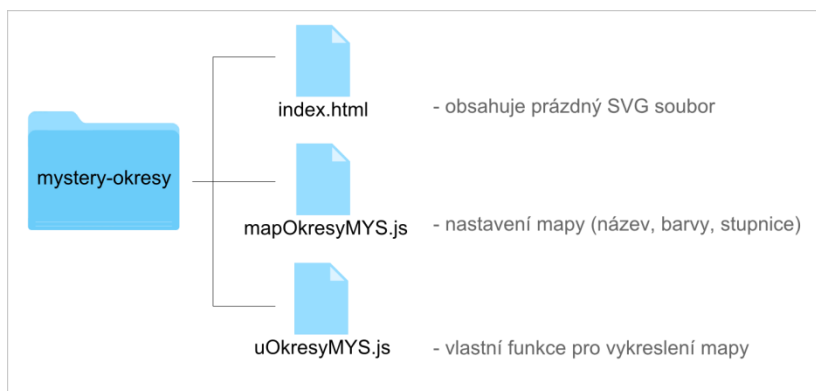 index.html - obsahuje prázdný SVG soubor
mystery-okresy
mapOkresyMYS.js - nastavení mapy (název, barvy, stupnice)
uOkresyMYS.js - vlastní funkce pro vykreslení mapy